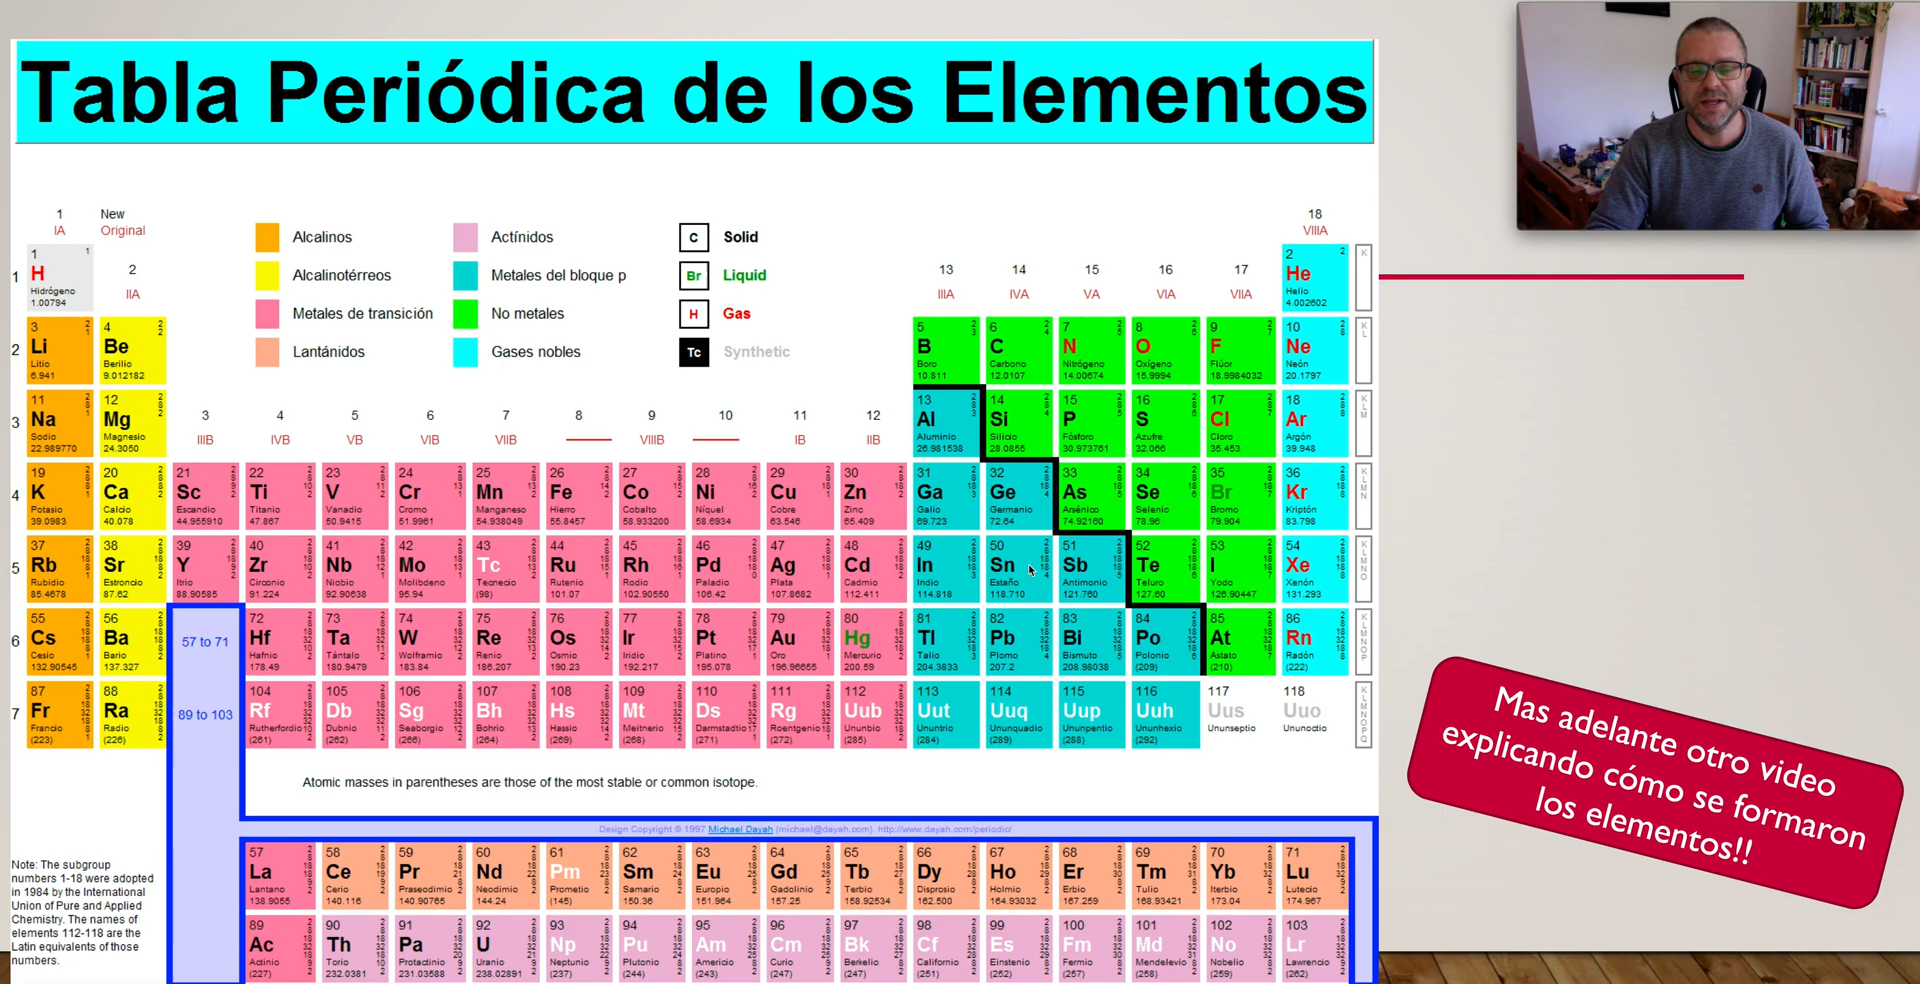 Tabla Periódica de los Elementos
1 New 18
IA Original VIIIA
Alcalinos Actínidos C Solid
Alcalinotérreos Metales del bloque p Br Liquid
Metales de transición No metales H Gas
Lantánidos Gases nobles Tc Synthetic
2 13 14 15 16 17
IIA IIIA IVA VA VIA VIIA
3 4 5 6 7 8 9 10 11 12
IIIB IVB VB VIB VIIB VIIIB IB IIB
1
1 H Hidrógeno 1.00794
2 He Helio 4.002602
2
3 Li Litio 6.941
4 Be Berilio 9.012182
5 B Boro 10.811
6 C Carbono 12.0107
7 N Nitrógeno 14.00674
8 O Oxígeno 15.9994
9 F Flúor 18.9984032
10 Ne Neón 20.1797
3
11 Na Sodio 22.989770
12 Mg Magnesio 24.3050
13 Al Aluminio 26.981538
14 Si Silicio 28.0855
15 P Fósforo 30.973761
16 S Azufre 32.066
17 Cl Cloro 35.453
18 Ar Argón 39.948
4
19 K Potasio 39.0983
20 Ca Calcio 40.078
21 Sc Escandio 44.955910
22 Ti Titanio 47.867
23 V Vanadio 50.9415
24 Cr Cromo 51.9961
25 Mn Manganeso 54.938049
26 Fe Hierro 55.8457
27 Co Cobalto 58.933200
28 Ni Níquel 58.6934
29 Cu Cobre 63.546
30 Zn Zinc 65.409
31 Ga Galio 69.723
32 Ge Germanio 72.64
33 As Arsénico 74.92160
34 Se Selenio 78.96
35 Br Bromo 79.904
36 Kr Kriptón 83.798
5
37 Rb Rubidio 85.4678
38 Sr Estroncio 87.62
39 Y Itrio 88.90585
40 Zr Circonio 91.224
41 Nb Niobio 92.90638
42 Mo Molibdeno 95.94
43 Tc Tecnecio (98)
44 Ru Rutenio 101.07
45 Rh Rodio 102.90550
46 Pd Paladio 106.42
47 Ag Plata 107.8682
48 Cd Cadmio 112.411
49 In Indio 114.818
50 Sn Estaño 118.710
51 Sb Antimonio 121.760
52 Te Teluro 127.60
53 I Yodo 126.90447
54 Xe Xenón 131.293
6
55 Cs Cesio 132.90545
56 Ba Bario 137.327
57 to 71
72 Hf Hafnio 178.49
73 Ta Tántalo 180.9479
74 W Wolframio 183.84
75 Re Renio 186.207
76 Os Osmio 190.23
77 Ir Iridio 192.217
78 Pt Platino 195.078
79 Au Oro 196.96655
80 Hg Mercurio 200.59
81 Tl Talio 204.3833
82 Pb Plomo 207.2
83 Bi Bismuto 208.98038
84 Po Polonio (209)
85 At Astato (210)
86 Rn Radón (222)
7
87 Fr Francio (223)
88 Ra Radio (226)
89 to 103
104 Rf Rutherfordio (261)
105 Db Dubnio (262)
106 Sg Seaborgio (266)
107 Bh Bohrio (264)
108 Hs Hassio (269)
109 Mt Meitnerio (268)
110 Ds Darmstadtio (271)
111 Rg Roentgenio (272)
112 Uub Ununbio (285)
113 Uut Ununtrio (284)
114 Uuq Ununquadio (289)
115 Uup Ununpentio (288)
116 Uuh Ununhexio (292)
117 Uus Ununseptio
118 Uuo Ununoctio
Atomic masses in parentheses are those of the most stable or common isotope.
Design Copyright © 1997 Michael Dayah (michael@dayah.com). http://www.dayah.com/periodic/
57 La Lantano 138.9055
58 Ce Cerio 140.116
59 Pr Praseodimio 140.90765
60 Nd Neodimio 144.24
61 Pm Prometio (145)
62 Sm Samario 150.36
63 Eu Europio 151.964
64 Gd Gadolinio 157.25
65 Tb Terbio 158.92534
66 Dy Disprosio 162.500
67 Ho Holmio 164.93032
68 Er Erbio 167.259
69 Tm Tulio 168.93421
70 Yb Iterbio 173.04
71 Lu Lutecio 174.967
89 Ac Actinio (227)
90 Th Torio 232.0381
91 Pa Protactinio 231.03588
92 U Uranio 238.02891
93 Np Neptunio (237)
94 Pu Plutonio (244)
95 Am Americio (243)
96 Cm Curio (247)
97 Bk Berkelio (247)
98 Cf Californio (251)
99 Es Einstenio (252)
100 Fm Fermio (257)
101 Md Mendelevio (258)
102 No Nobelio (259)
103 Lr Lawrencio (262)
Note: The subgroup
numbers 1-18 were adopted
in 1984 by the International
Union of Pure and Applied
Chemistry. The names of
elements 112-118 are the
Latin equivalents of those
numbers.
Mas adelante otro video
explicando cómo se formaron
los elementos!!